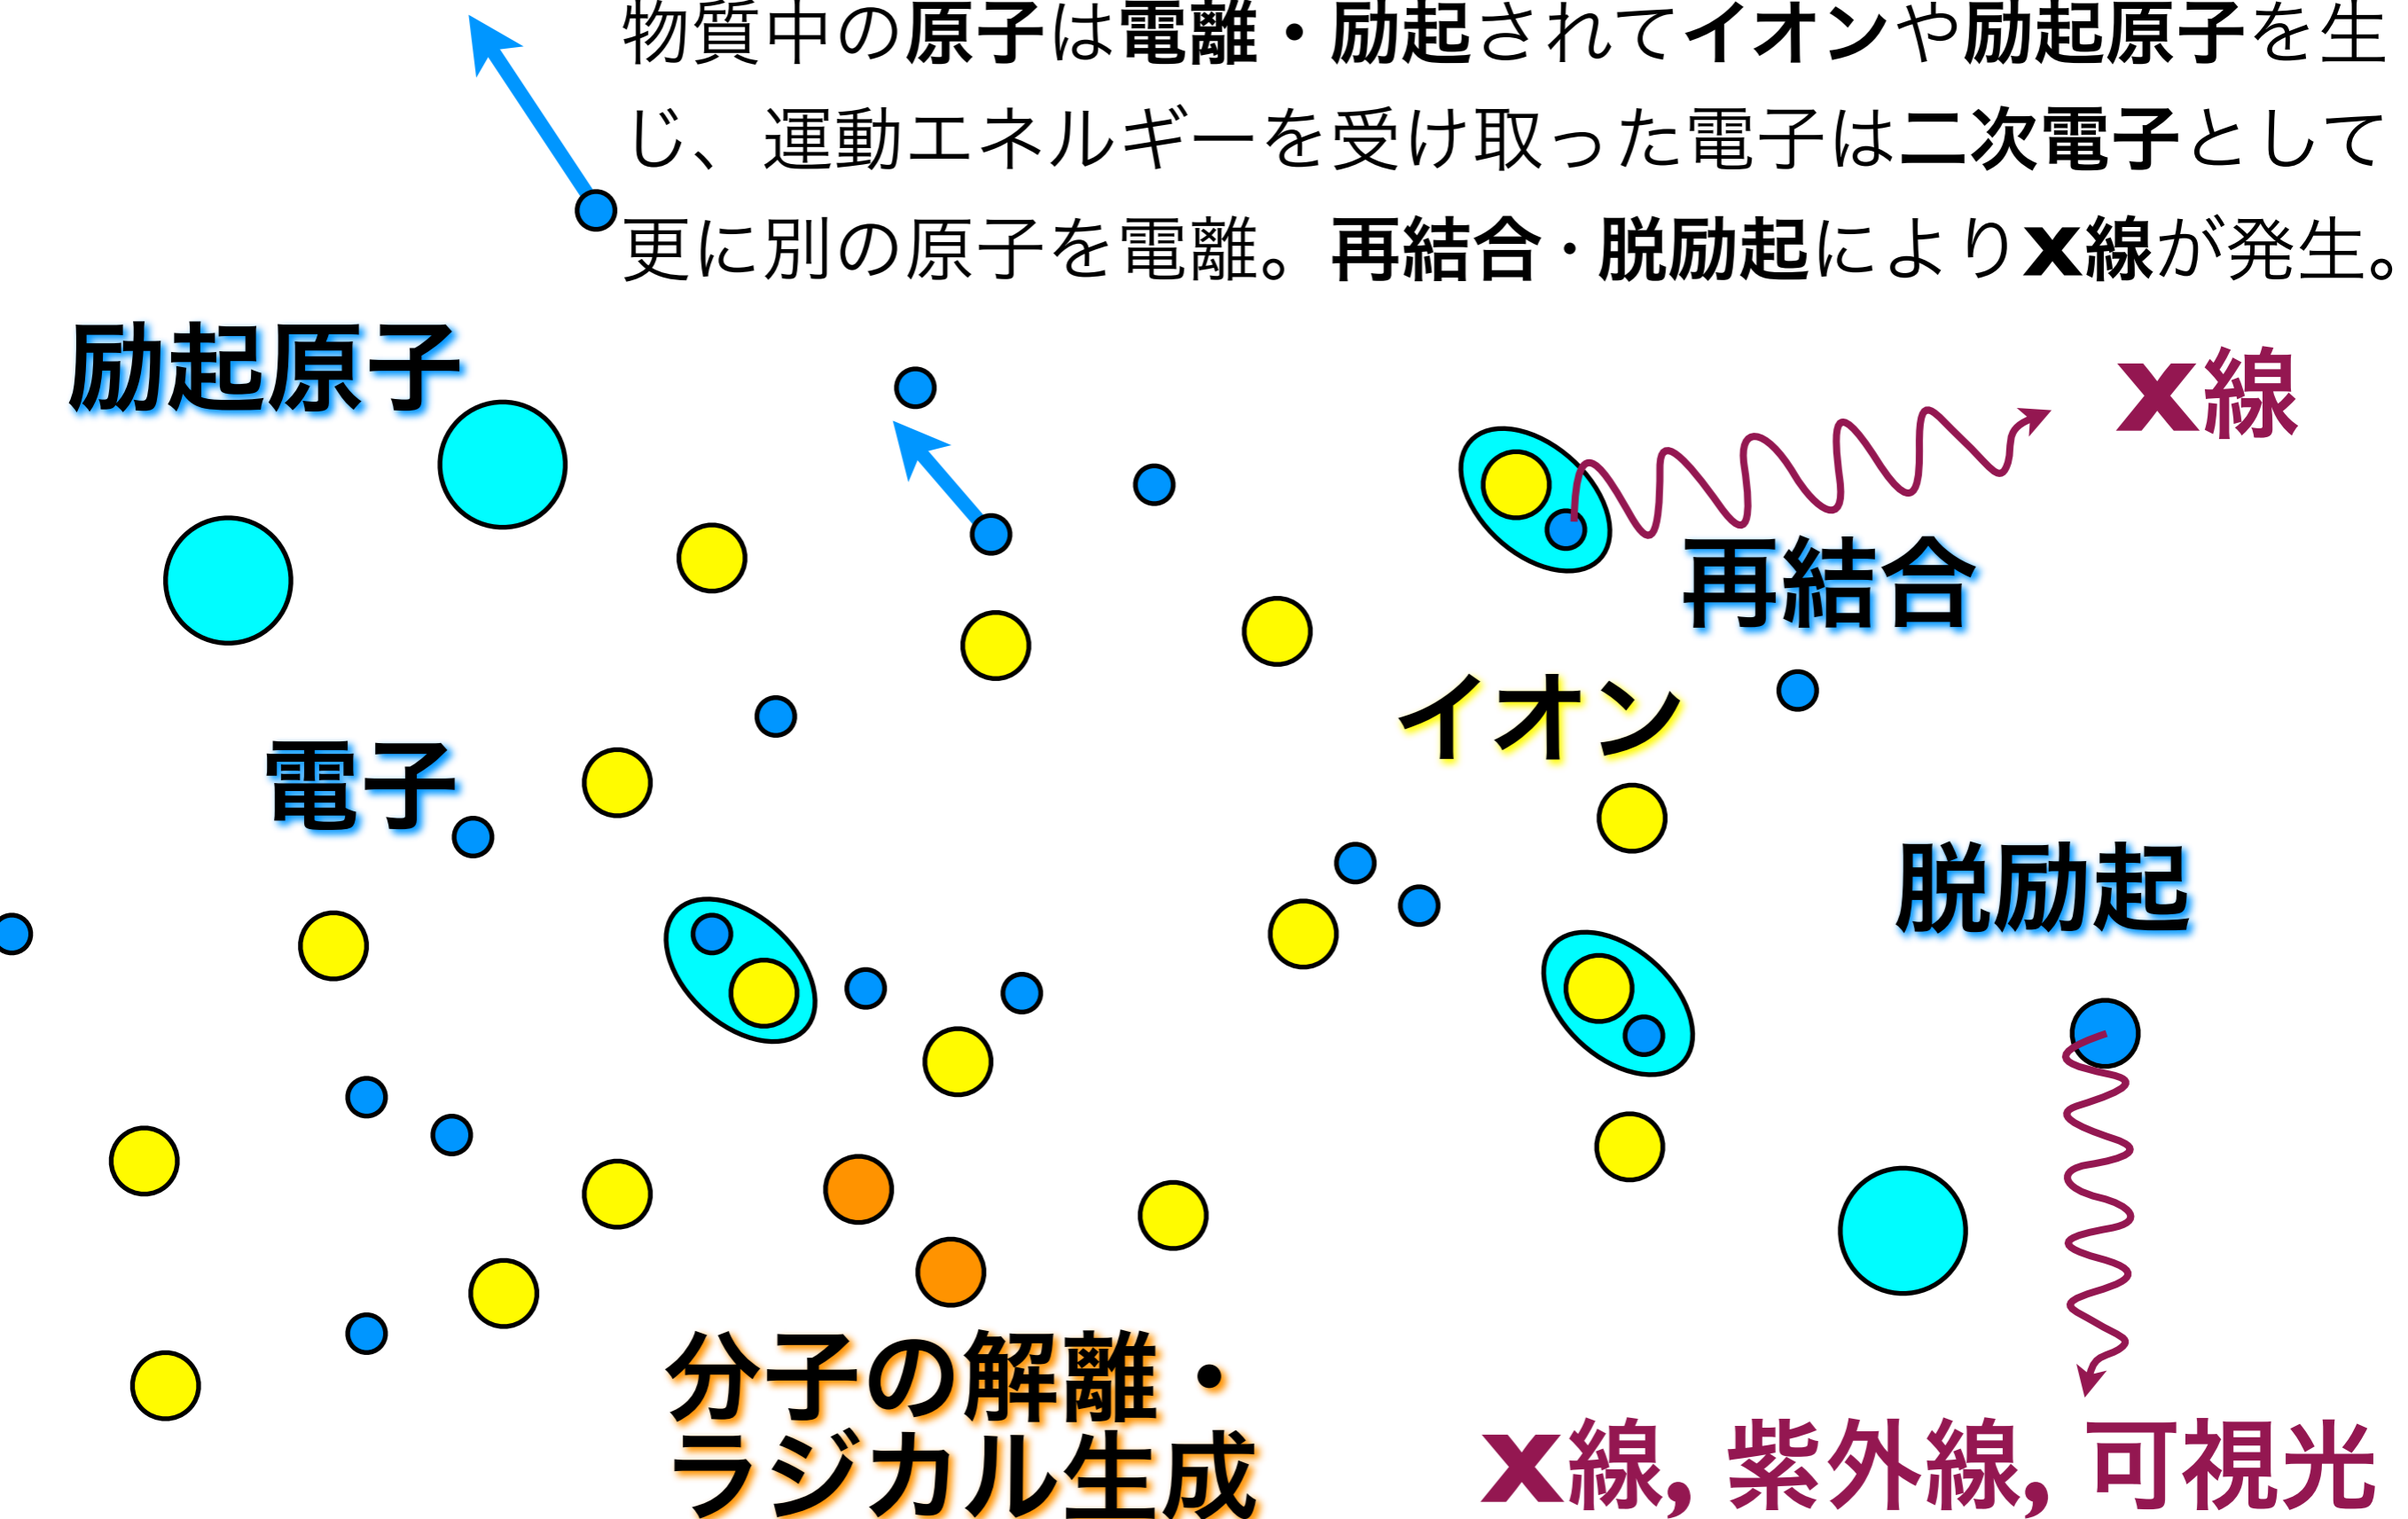 物質中の原子は電離・励起されてイオンや励起原子を生
じ、運動エネルギーを受け取った電子は二次電子として
更に別の原子を電離。再結合・脱励起によりX線が発生。
励起原子
X線
再結合
イオン
電子
脱励起
分子の解離・
ラジカル生成
X線, 紫外線, 可視光